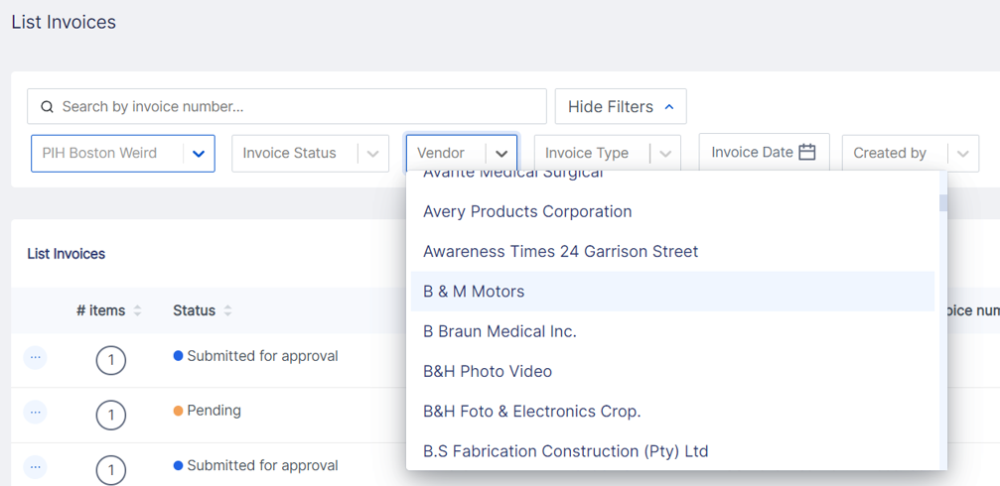 List Invoices
Search by invoice number...
Hide Filters
PIH Boston Weird
Invoice Status
Vendor
Invoice Type
Invoice Date
Created by
Avante Medical Surgical
Avery Products Corporation
Awareness Times 24 Garrison Street
B & M Motors
B Braun Medical Inc.
B&H Photo Video
B&H Foto & Electronics Crop.
B.S Fabrication Construction (Pty) Ltd
List Invoices
# items
Status
oice num
1
Submitted for approval
1
Pending
1
Submitted for approval